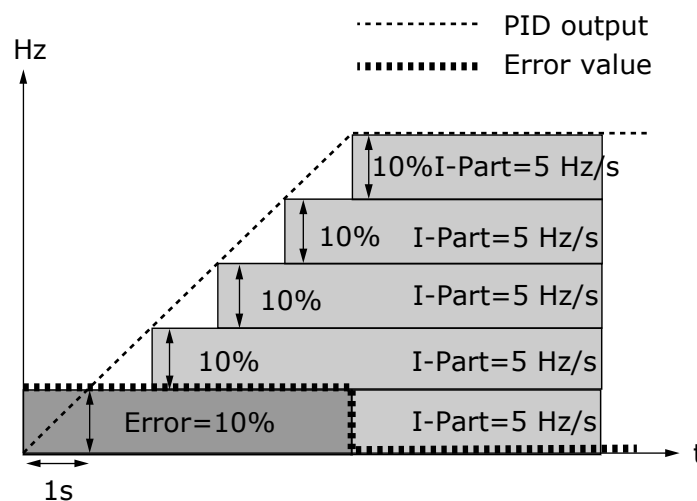 PID output
Error value
Hz
10%I-Part=5 Hz/s
10% I-Part=5 Hz/s
10% I-Part=5 Hz/s
10% I-Part=5 Hz/s
Error=10% I-Part=5 Hz/s
t
1s